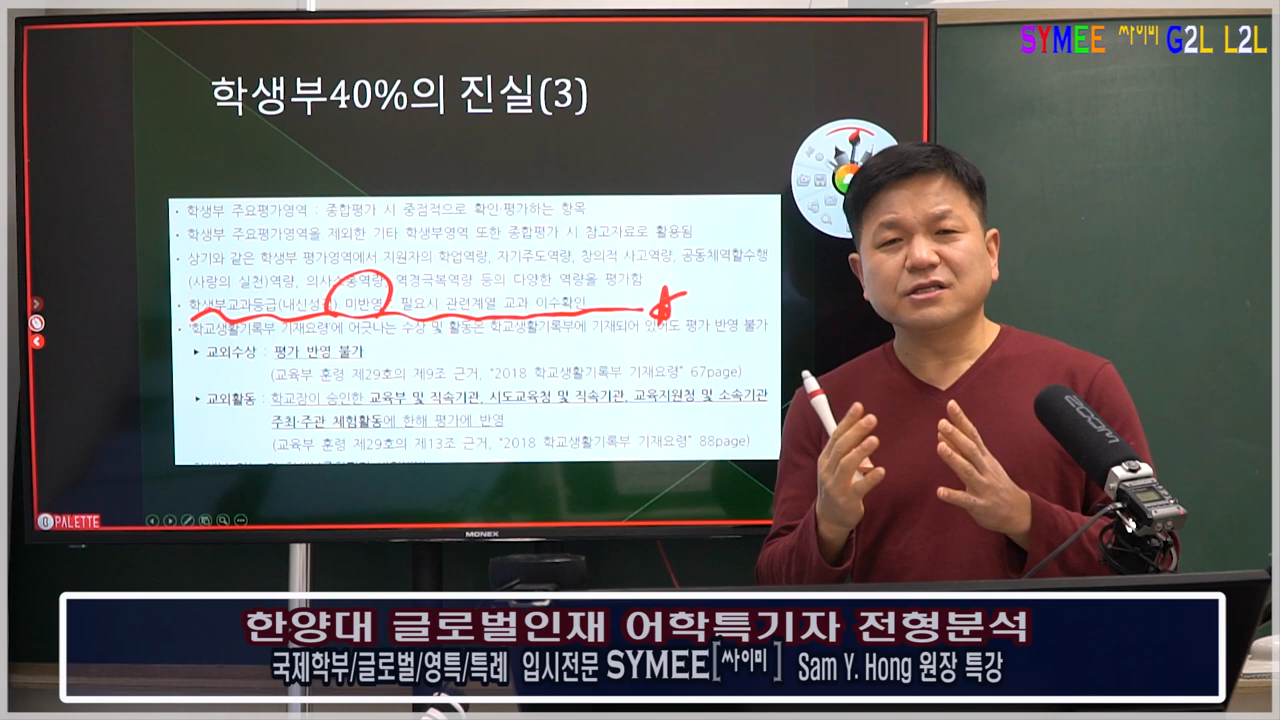 SYMEE 싸이미 G2L L2L
학생부40%의 진실(3)
• 학생부 주요평가영역 : 종합평가 시 중점적으로 확인·평가하는 항목
• 학생부 주요평가영역을 제외한 기타 학생부영역 또한 종합평가 시 참고자료로 활용됨
• 상기와 같은 학생부 평가영역에서 지원자의 학업역량, 자기주도역량, 창의적 사고역량, 공동체역할수행
(사랑의 실천)역량, 의사소통역량, 역경극복역량 등의 다양한 역량을 평가함
• 학생부교과등급(내신성적) 미반영, 필요시 관련계열 교과 이수확인
• '학교생활기록부 기재요령'에 어긋나는 수상 및 활동은 학교생활기록부에 기재되어 있어도 평가 반영 불가
▸ 교외수상 : 평가 반영 불가
(교육부 훈령 제29호의 제9조 근거, "2018 학교생활기록부 기재요령" 67page)
▸ 교외활동 : 학교장이 승인한 교육부 및 직속기관, 시도교육청 및 직속기관, 교육지원청 및 소속기관
주최·주관 체험활동에 한해 평가에 반영
(교육부 훈령 제29호의 제13조 근거, "2018 학교생활기록부 기재요령" 88page)
PALETTE
MONEX
ZOOM
한양대 글로벌인재 어학특기자 전형분석
국제학부/글로벌/영특/특례 입시전문 SYMEE[싸이미] Sam Y. Hong 원장 특강